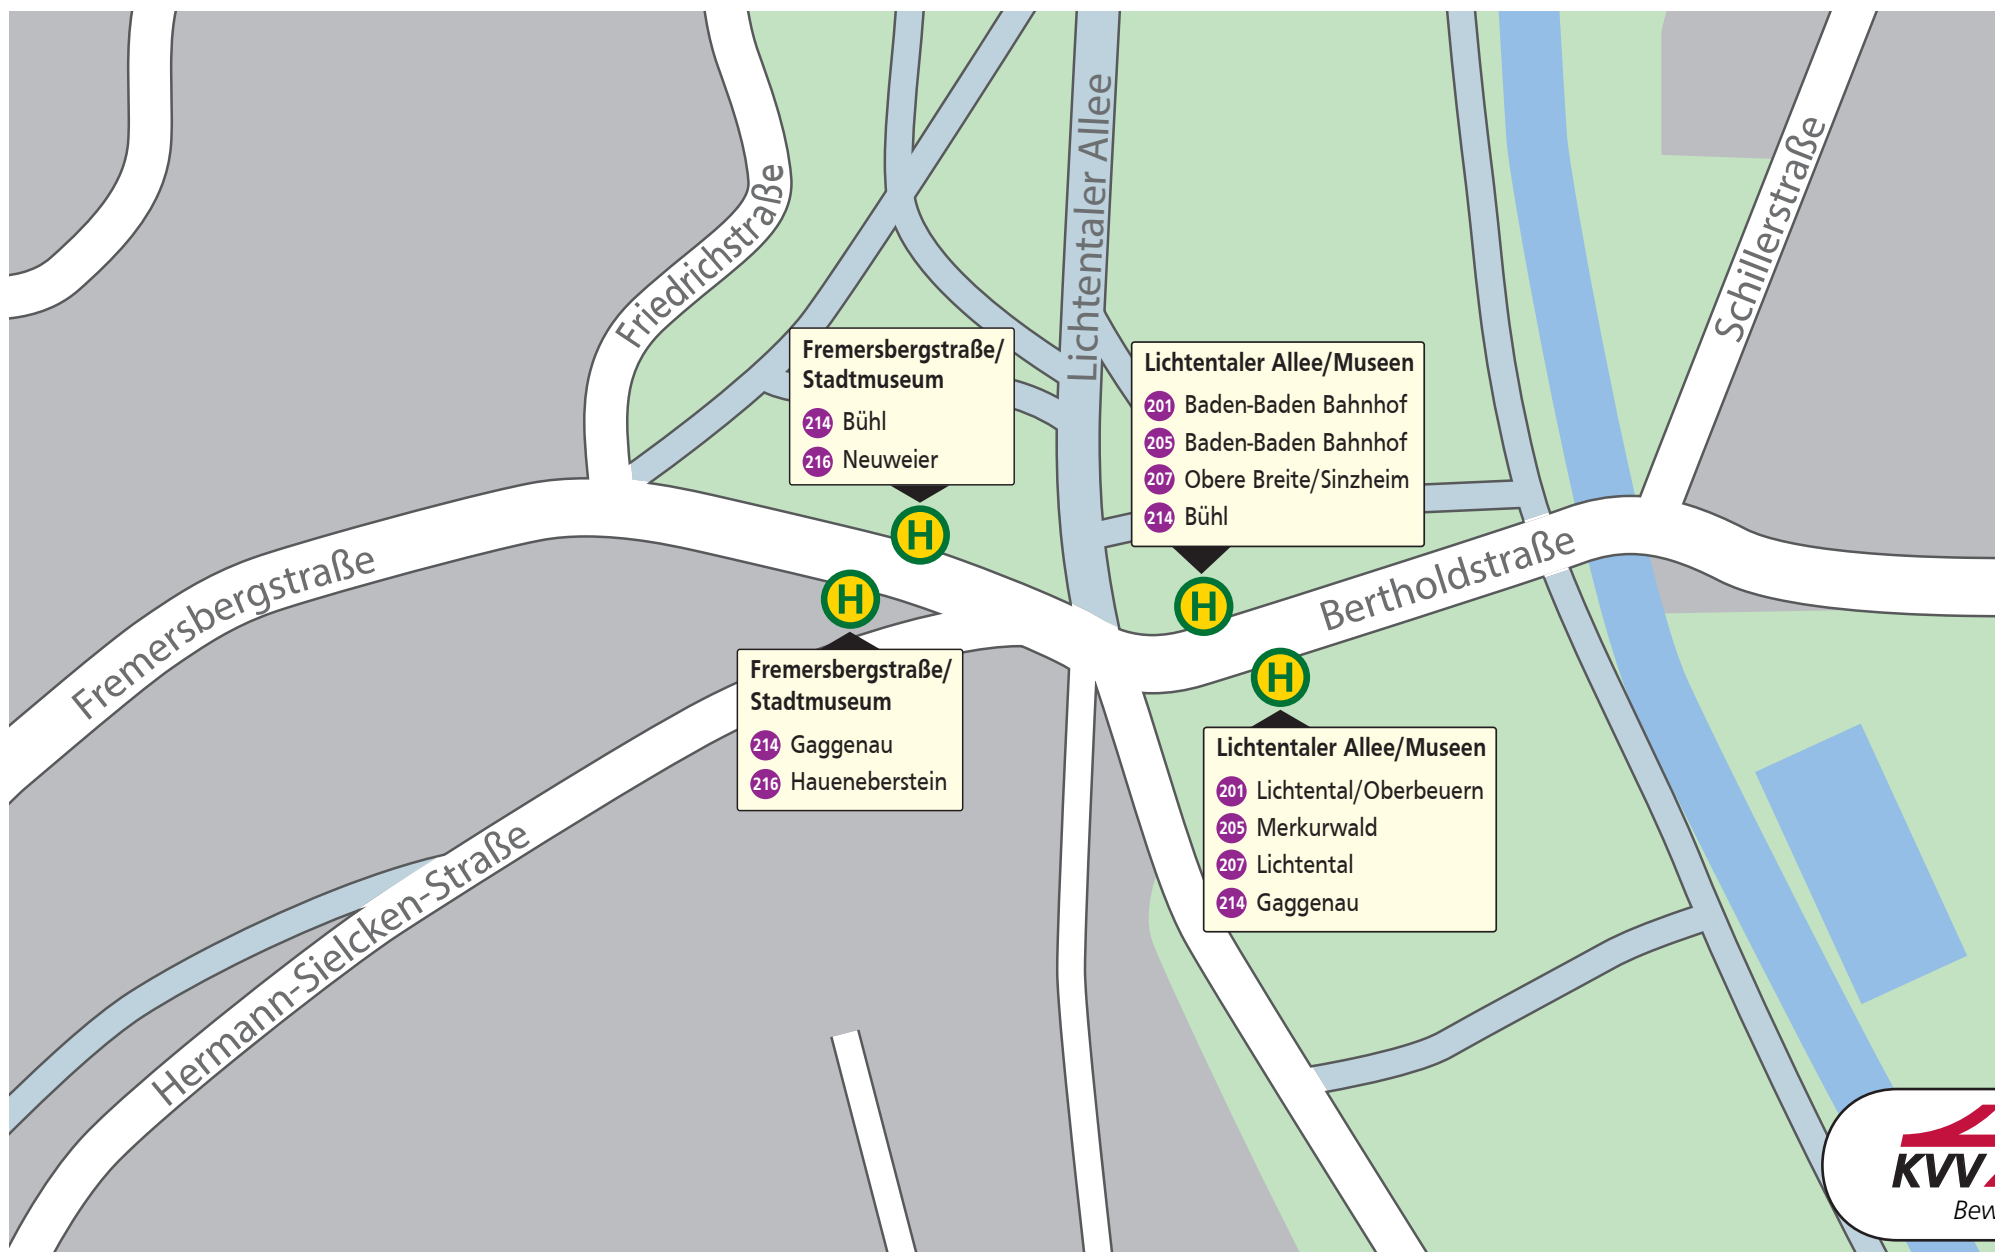 Lichtentaler Allee
Friedrichstraße
Schillerstraße
Fremersbergstraße/
Stadtmuseum
214 Bühl
216 Neuweier
Lichtentaler Allee/Museen
201 Baden-Baden Bahnhof
205 Baden-Baden Bahnhof
207 Obere Breite/Sinzheim
214 Bühl
H
H
H
H
Fremersbergstraße
Bertholdstraße
Fremersbergstraße/
Stadtmuseum
214 Gaggenau
216 Haueneberstein
Lichtentaler Allee/Museen
201 Lichtental/Oberbeuern
205 Merkurwald
207 Lichtental
214 Gaggenau
Hermann-Sielcken-Straße
KVV